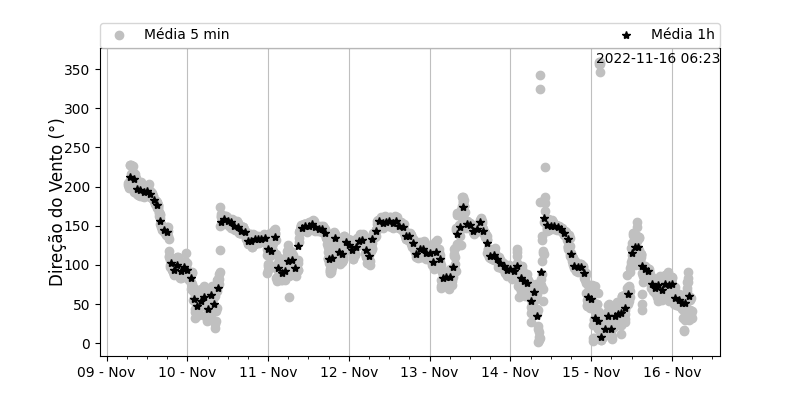 Média 5 min
Média 1h
2022-11-16 06:23
Direção do Vento (°)
350
300
250
200
150
100
50
0
09 - Nov
10 - Nov
11 - Nov
12 - Nov
13 - Nov
14 - Nov
15 - Nov
16 - Nov